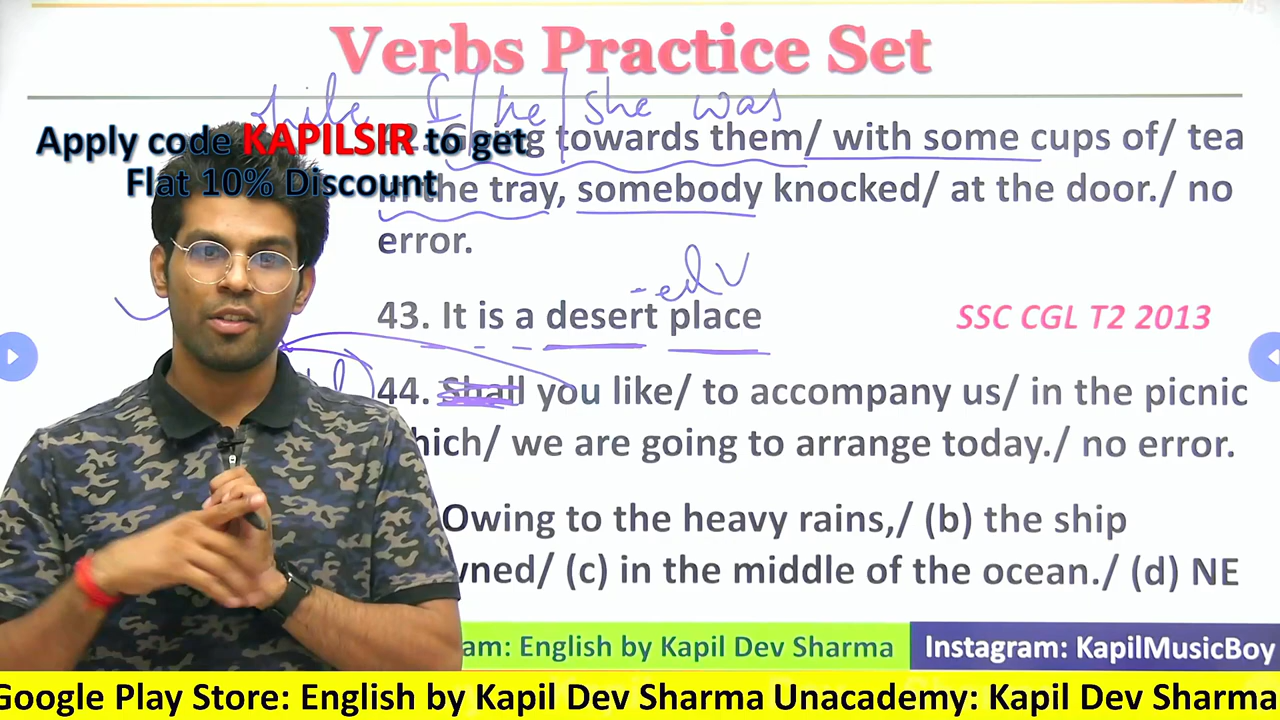 Verbs Practice Set
while I/he/she was
Apply code KAPILSIR to get
Flat 10% Discount
42. Going towards them/ with some cups of/ tea
in the tray, somebody knocked/ at the door./ no
error.
-ed
43. It is a desert place
SSC CGL T2 2013
44. Shall you like/ to accompany us/ in the picnic
which/ we are going to arrange today./ no error.
Owing to the heavy rains,/ (b) the ship
wned/ (c) in the middle of the ocean./ (d) NE
am: English by Kapil Dev Sharma
Instagram: KapilMusicBoy
Google Play Store: English by Kapil Dev Sharma Unacademy: Kapil Dev Sharma